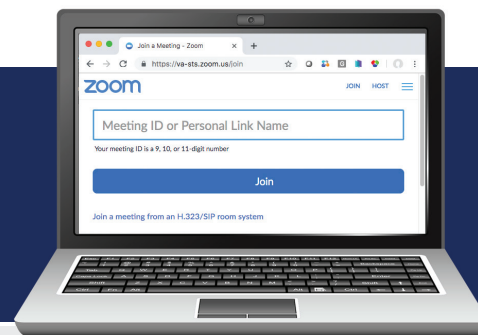 Join a Meeting - Zoom
https://va-sts.zoom.us/join
zoom
JOIN HOST
Meeting ID or Personal Link Name
Your meeting ID is a 9, 10, or 11-digit number
Join
Join a meeting from an H.323/SIP room system